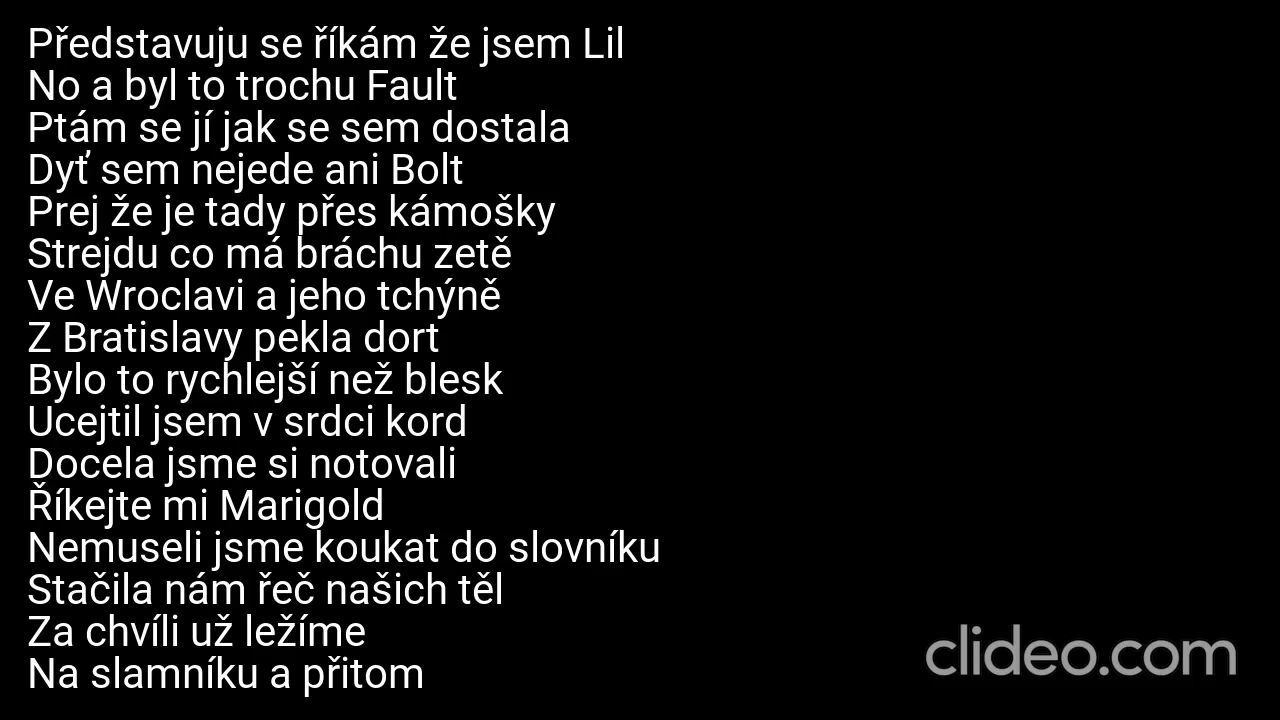 Představuju se říkám že jsem Lil
No a byl to trochu Fault
Ptám se jí jak se sem dostala
Dyť sem nejede ani Bolt
Prej že je tady přes kámošky
Strejdu co má bráchu zetě
Ve Wroclavi a jeho tchýně
Z Bratislavy pekla dort
Bylo to rychlejší než blesk
Ucejtil jsem v srdci kord
Docela jsme si notovali
Říkejte mi Marigold
Nemuseli jsme koukat do slovníku
Stačila nám řeč našich těl
Za chvíli už ležíme
Na slamníku a přitom
clideo.com